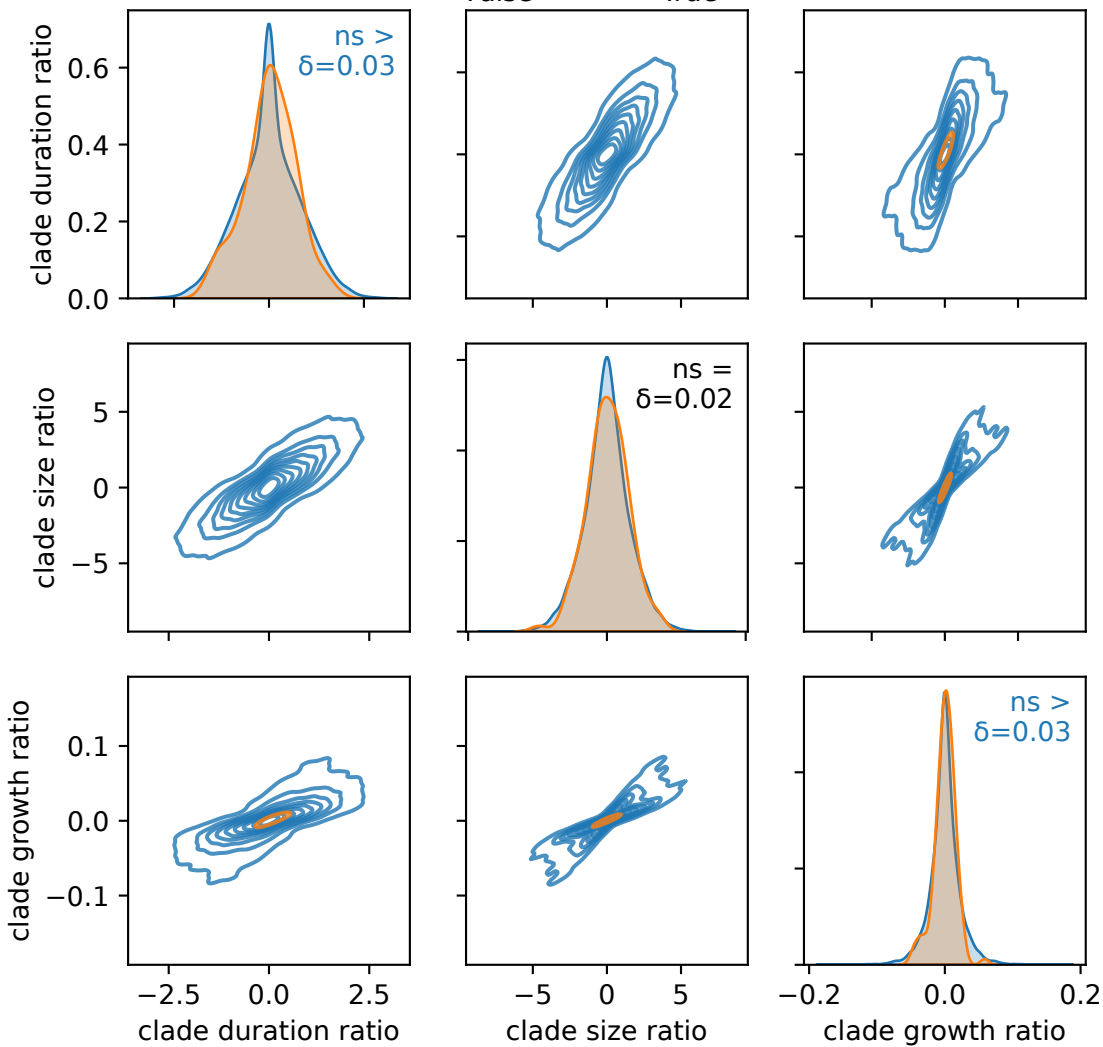 clade duration ratio
0.6
0.4
0.2
0.0
ns >
δ=0.03
clade size ratio
5
0
−5
ns =
δ=0.02
clade growth ratio
0.1
0.0
−0.1
ns >
δ=0.03
−2.5 0.0 2.5
−5 0 5
−0.2 0.0 0.2
clade duration ratio
clade size ratio
clade growth ratio